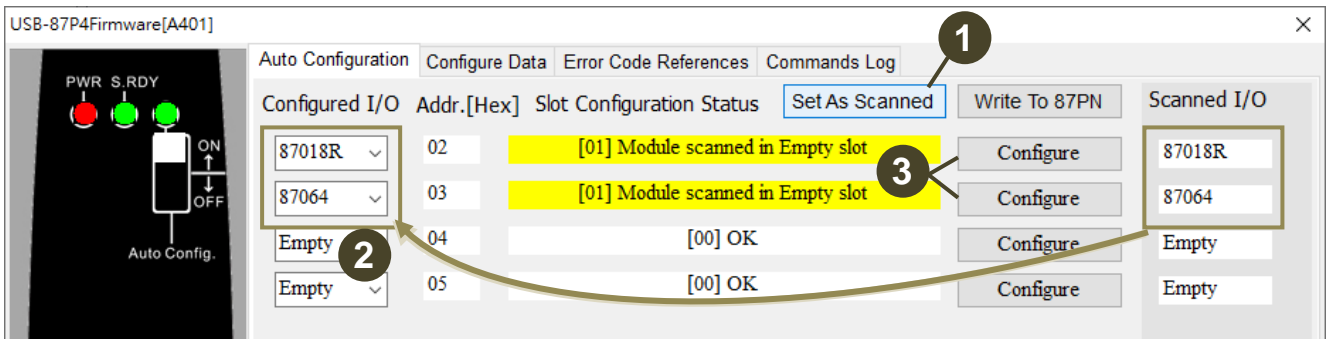 USB-87P4Firmware[A401]
1
Auto Configuration Configure Data Error Code References Commands Log
PWR S.RDY
ON
OFF
Auto Config.
Configured I/O Addr.[Hex] Slot Configuration Status Set As Scanned Write To 87PN Scanned I/O
87018R 02 [01] Module scanned in Empty slot Configure 87018R
3
87064 03 [01] Module scanned in Empty slot Configure 87064
Empty 04 [00] OK Configure Empty
2
Empty 05 [00] OK Configure Empty